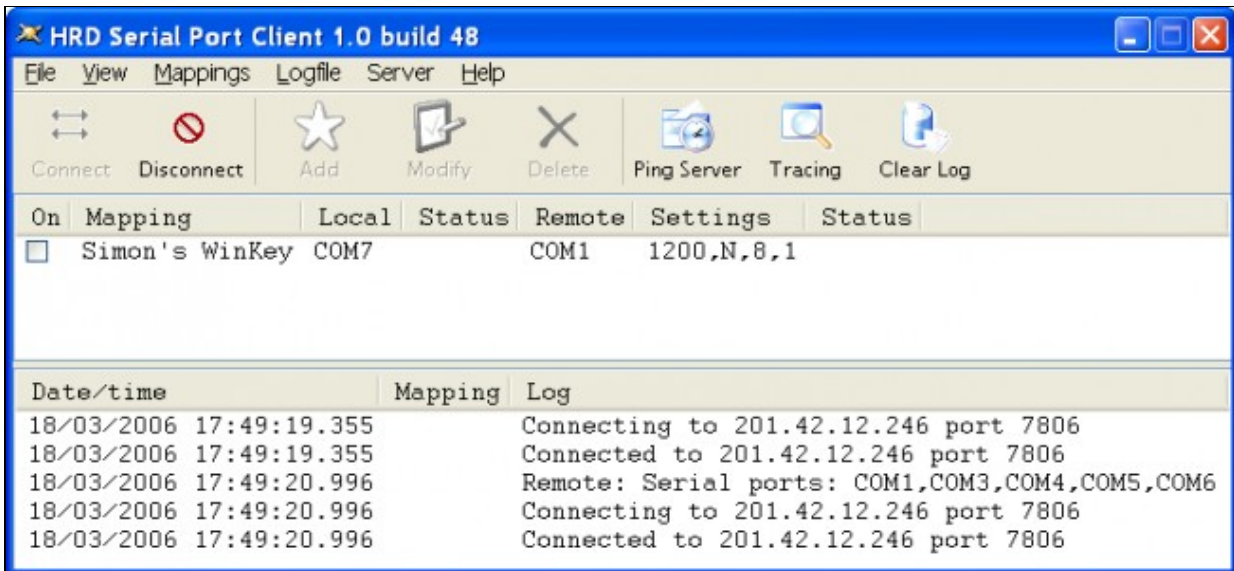 HRD Serial Port Client 1.0 build 48
File View Mappings Logfile Server Help
Connect Disconnect Add Modify Delete Ping Server Tracing Clear Log
On Mapping Local Status Remote Settings Status
Simon's WinKey COM7 COM1 1200,N,8,1
Date/time Mapping Log
18/03/2006 17:49:19.355 Connecting to 201.42.12.246 port 7806
18/03/2006 17:49:19.355 Connected to 201.42.12.246 port 7806
18/03/2006 17:49:20.996 Remote: Serial ports: COM1,COM3,COM4,COM5,COM6
18/03/2006 17:49:20.996 Connecting to 201.42.12.246 port 7806
18/03/2006 17:49:20.996 Connected to 201.42.12.246 port 7806